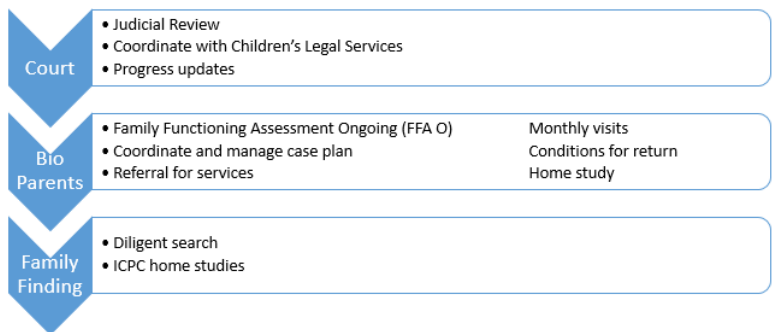 Court
• Judicial Review
• Coordinate with Children’s Legal Services
• Progress updates
Bio
Parents
• Family Functioning Assessment Ongoing (FFA O) Monthly visits
• Coordinate and manage case plan Conditions for return
• Referral for services Home study
Family
Finding
• Diligent search
• ICPC home studies